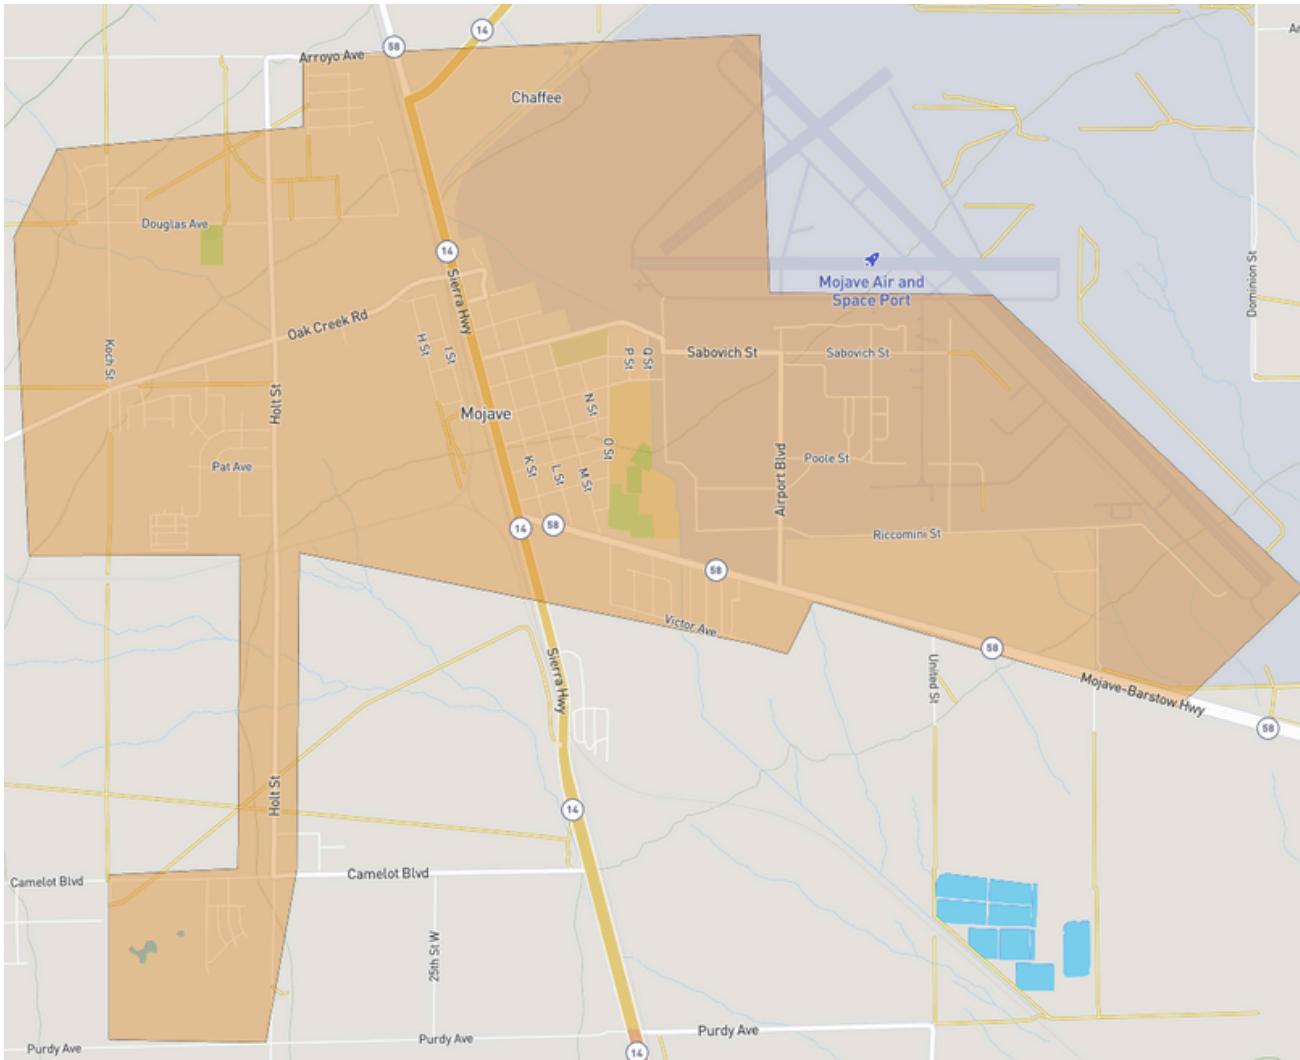 14
58
Arroyo Ave
Chaffee
Ar
Douglas Ave
14
Mojave Air and
Space Port
Dominion St
Sierra Hwy
Oak Creek Rd
H St
I St
Koch St
P St
Q St
Sabovich St
Sabovich St
Holt St
Mojave
N St
O St
Pat Ave
K St
L St
M St
Airport Blvd
Poole St
14
58
Riccomini St
58
Victor Ave
58
Sierra Hwy
United St
Mojave-Barstow Hwy
58
Holt St
14
Camelot Blvd
Camelot Blvd
25th St W
Purdy Ave
Purdy Ave
Purdy Ave
14